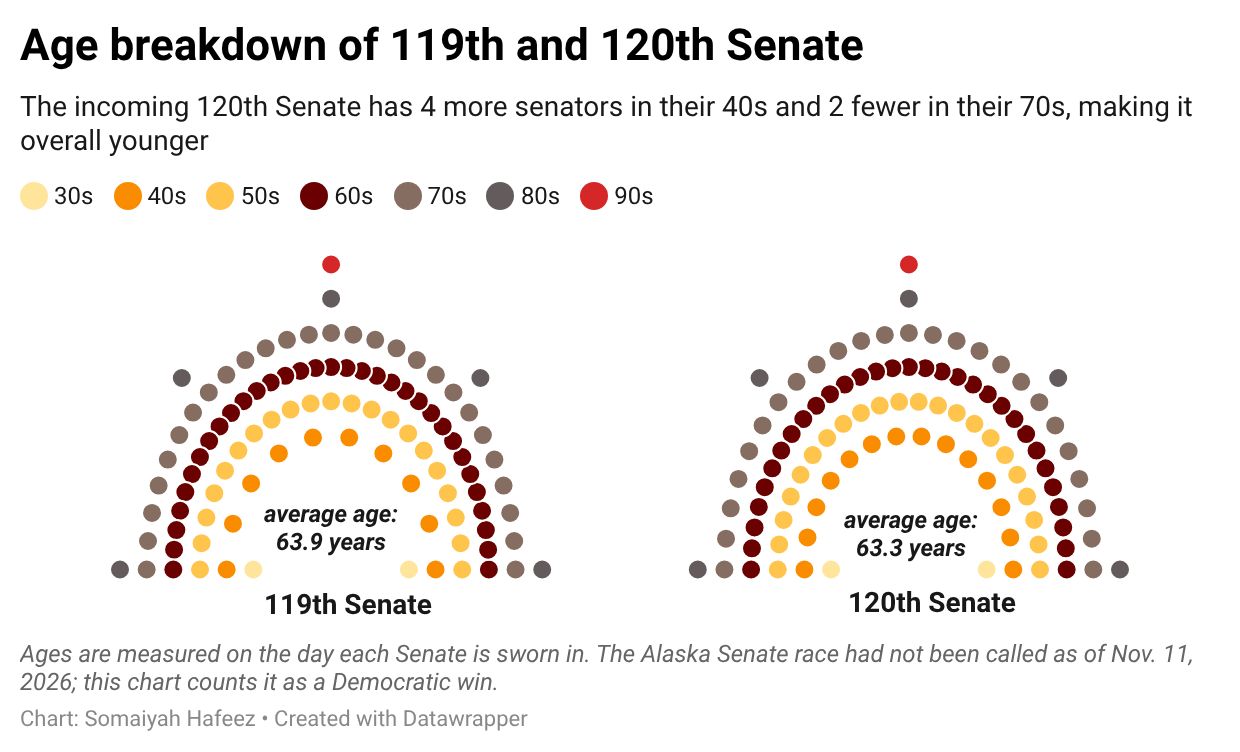 Age breakdown of 119th and 120th Senate
The incoming 120th Senate has 4 more senators in their 40s and 2 fewer in their 70s, making it
overall younger
30s 40s 50s 60s 70s 80s 90s
average age:
63.9 years
119th Senate
average age:
63.3 years
120th Senate
Ages are measured on the day each Senate is sworn in. The Alaska Senate race had not been called as of Nov. 11,
2026; this chart counts it as a Democratic win.
Chart: Somaiyah Hafeez • Created with Datawrapper